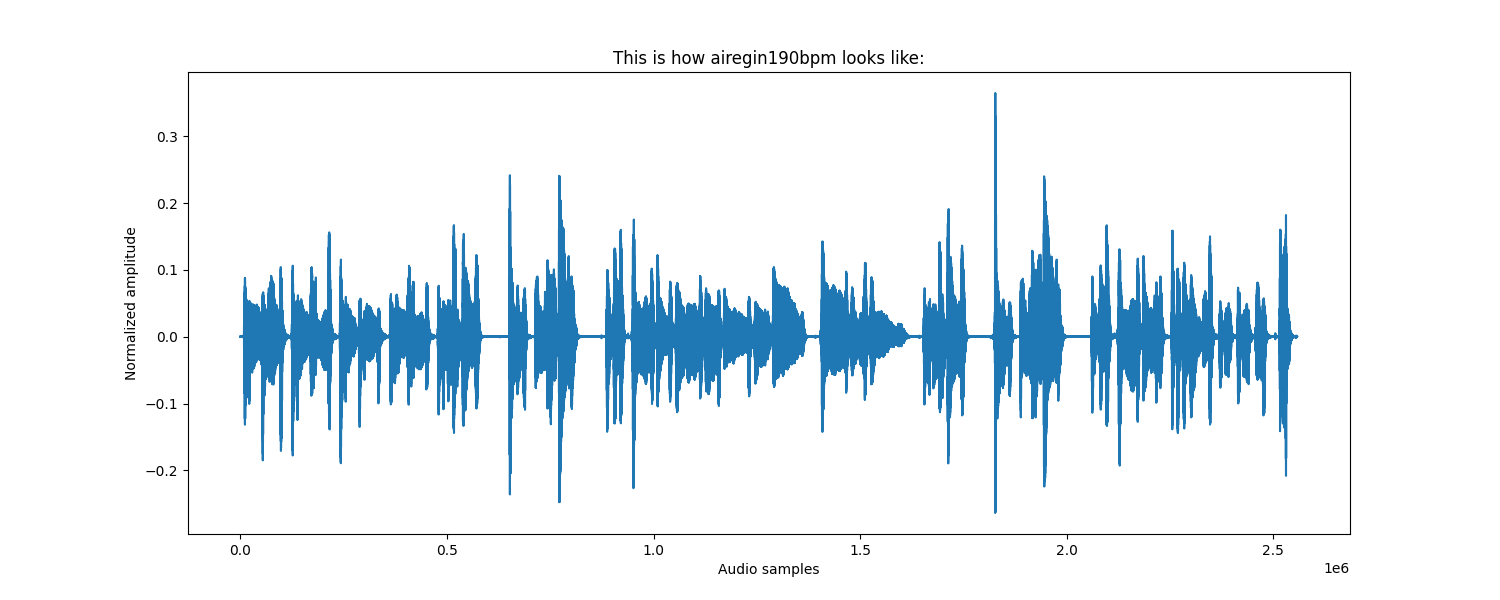 This is how airegin190bpm looks like:
Normalized amplitude
0.3
0.2
0.1
0.0
−0.1
−0.2
0.0 0.5 1.0 1.5 2.0 2.5
Audio samples
1e6